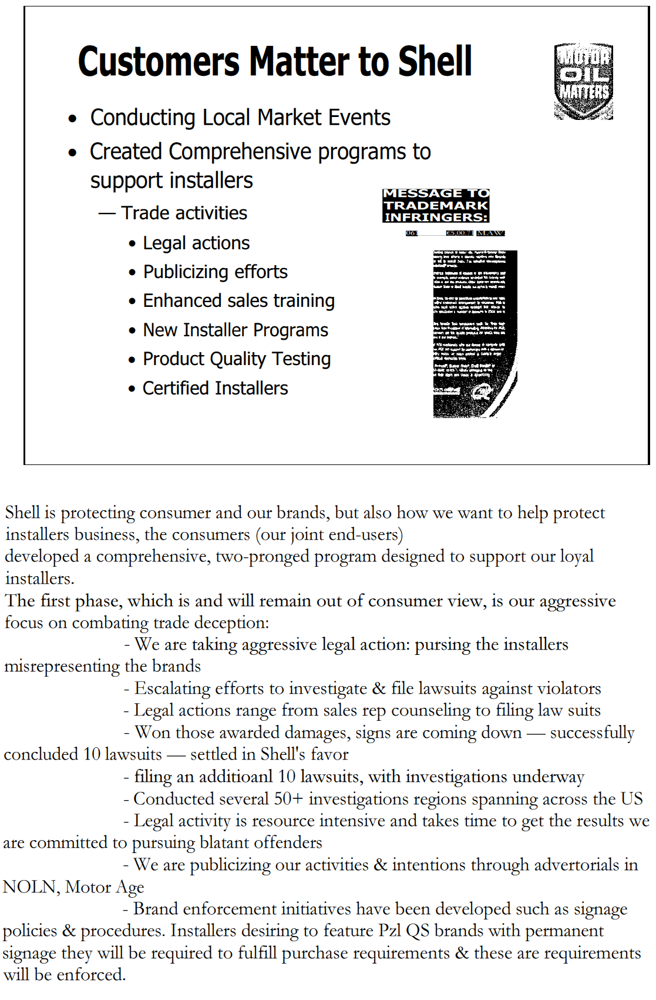 Customers Matter to Shell
MOTOR
OIL
MATTERS
• Conducting Local Market Events
• Created Comprehensive programs to
support installers
— Trade activities
• Legal actions
• Publicizing efforts
• Enhanced sales training
• New Installer Programs
• Product Quality Testing
• Certified Installers
MESSAGE TO
TRADEMARK
INFRINGERS:
Shell is protecting consumer and our brands, but also how we want to help protect
installers business, the consumers (our joint end-users)
developed a comprehensive, two-pronged program designed to support our loyal
installers.
The first phase, which is and will remain out of consumer view, is our aggressive
focus on combating trade deception:
- We are taking aggressive legal action: pursing the installers
misrepresenting the brands
- Escalating efforts to investigate & file lawsuits against violators
- Legal actions range from sales rep counseling to filing law suits
- Won those awarded damages, signs are coming down — successfully
concluded 10 lawsuits — settled in Shell's favor
- filing an additioanl 10 lawsuits, with investigations underway
- Conducted several 50+ investigations regions spanning across the US
- Legal activity is resource intensive and takes time to get the results we
are committed to pursuing blatant offenders
- We are publicizing our activities & intentions through advertorials in
NOLN, Motor Age
- Brand enforcement initiatives have been developed such as signage
policies & procedures. Installers desiring to feature Pzl QS brands with permanent
signage they will be required to fulfill purchase requirements & these are requirements
will be enforced.